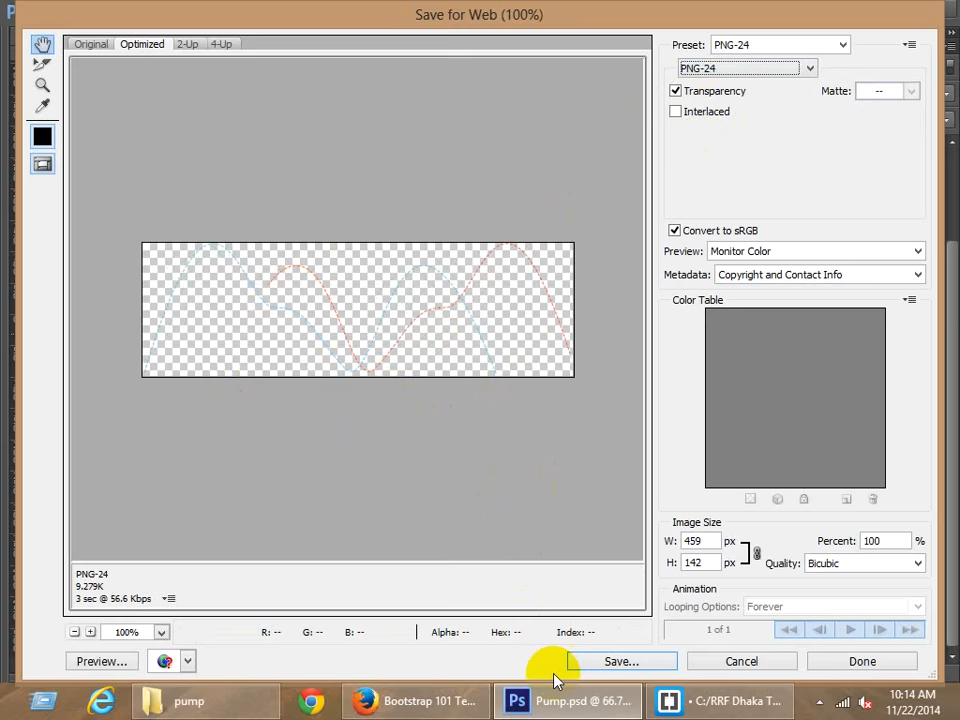 Save for Web (100%)
Original Optimized 2-Up 4-Up
Preset: PNG-24
PNG-24
Transparency Matte: --
Interlaced
Convert to sRGB
Preview: Monitor Color
Metadata: Copyright and Contact Info
Color Table
Image Size
W: 459 px Percent: 100 %
H: 142 px Quality: Bicubic
Animation
Looping Options: Forever
1 of 1
PNG-24
9.279K
3 sec @ 56.6 Kbps
100% R: -- G: -- B: -- Alpha: -- Hex: -- Index: --
Preview... Save... Cancel Done
pump Bootstrap 101 Te... Ps Pump.psd @ 66.7... • C:/RRF Dhaka T...
10:14 AM
11/22/2014